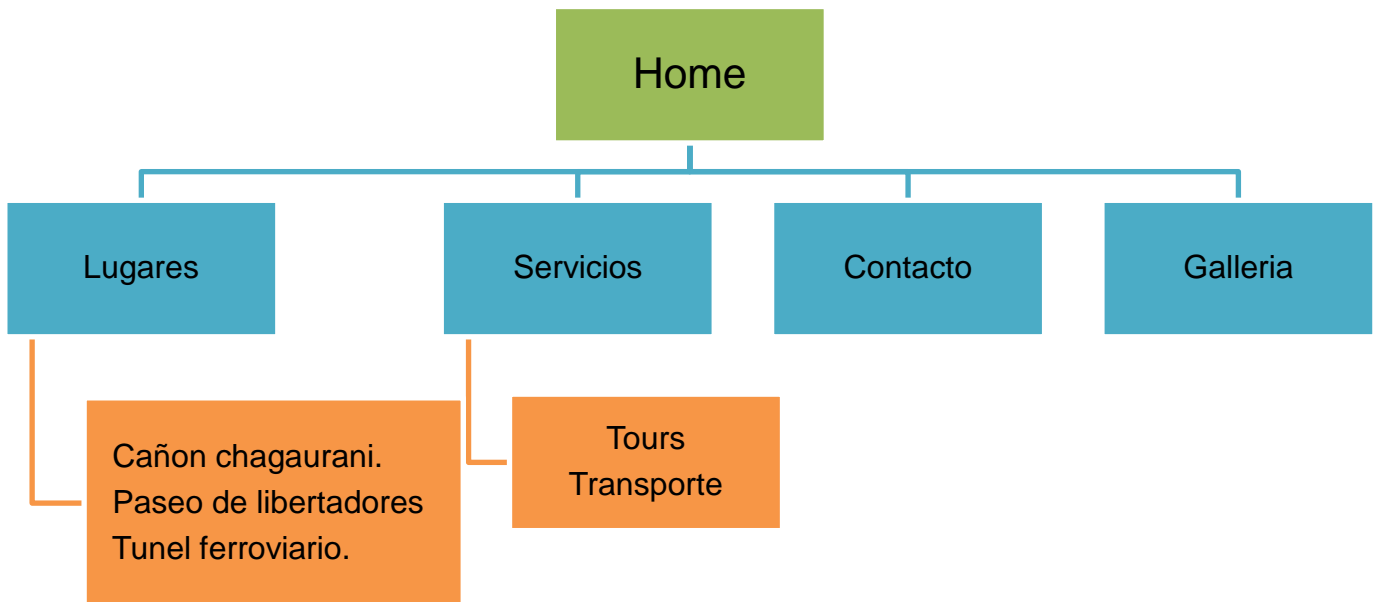 Home
Lugares
Servicios
Contacto
Galleria
Cañon chagaurani.
Paseo de libertadores
Tunel ferroviario.
Tours
Transporte